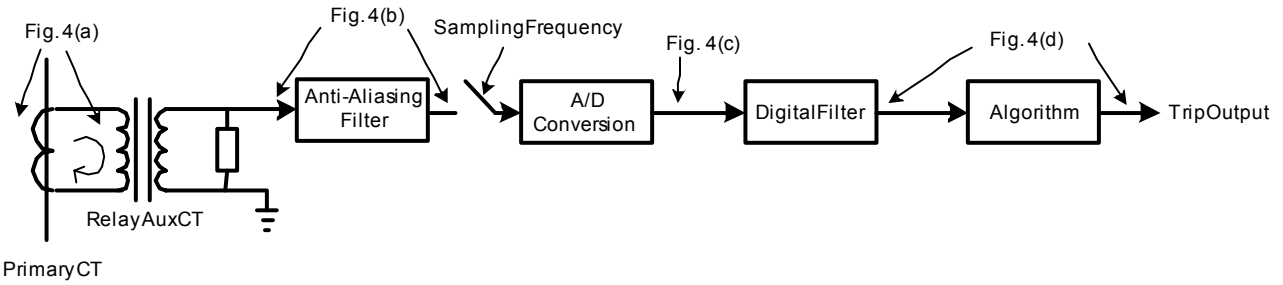 Fig. 4(a)
Fig. 4(b)
SamplingFrequency
Fig. 4(c)
Fig. 4(d)
Anti-Aliasing
Filter
A/D
Conversion
DigitalFilter
Algorithm
TripOutput
RelayAuxCT
PrimaryCT